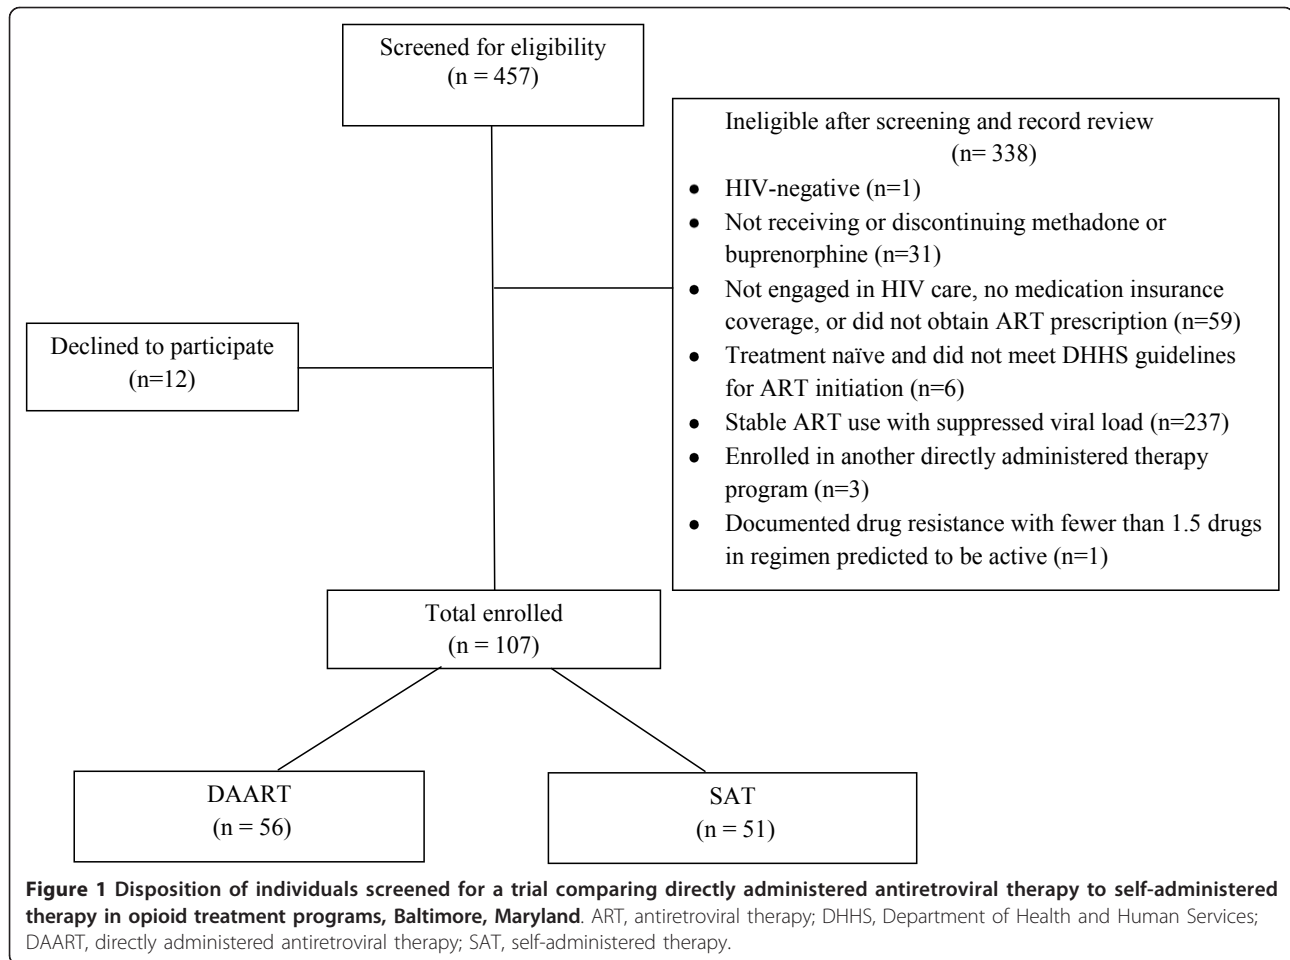 Screened for eligibility
(n = 457)
Ineligible after screening and record review
(n= 338)
• HIV-negative (n=1)
• Not receiving or discontinuing methadone or
buprenorphine (n=31)
• Not engaged in HIV care, no medication insurance
coverage, or did not obtain ART prescription (n=59)
• Treatment naïve and did not meet DHHS guidelines
for ART initiation (n=6)
• Stable ART use with suppressed viral load (n=237)
• Enrolled in another directly administered therapy
program (n=3)
• Documented drug resistance with fewer than 1.5 drugs
in regimen predicted to be active (n=1)
Declined to participate
(n=12)
Total enrolled
(n = 107)
DAART
(n = 56)
SAT
(n = 51)
Figure 1 Disposition of individuals screened for a trial comparing directly administered antiretroviral therapy to self-administered
therapy in opioid treatment programs, Baltimore, Maryland. ART, antiretroviral therapy; DHHS, Department of Health and Human Services;
DAART, directly administered antiretroviral therapy; SAT, self-administered therapy.